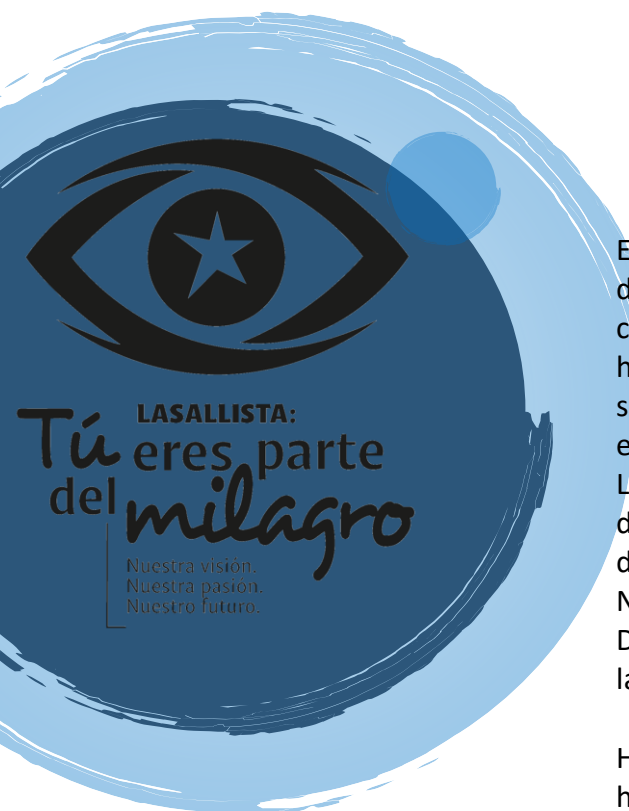 LASALLISTA:
Tú eres parte
del milagro
Nuestra visión.
Nuestra pasión.
Nuestro futuro.